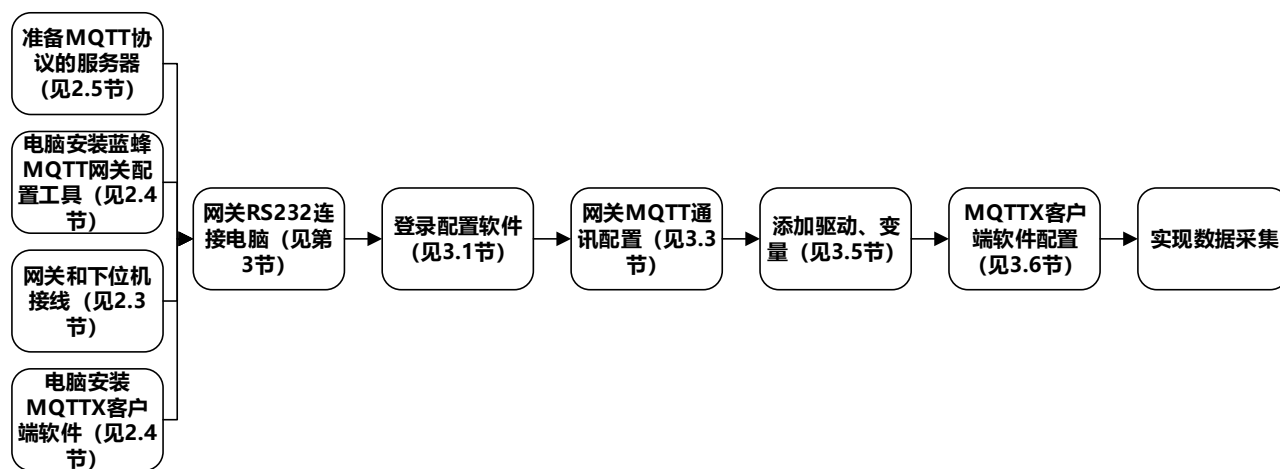 准备MQTT协
议的服务器
(见2.5节)
电脑安装蓝蜂
MQTT网关配
置工具（见2.4
节）
网关和下位机
接线（见2.3
节）
电脑安装
MQTTX客户
端软件（见2.4
节）
网关RS232连
接电脑（见第
3节）
登录配置软件
(见3.1节)
网关MQTT通
讯配置（见3.3
节）
添加驱动、变
量（见3.5节）
MQTTX客户
端软件配置
(见3.6节)
实现数据采集